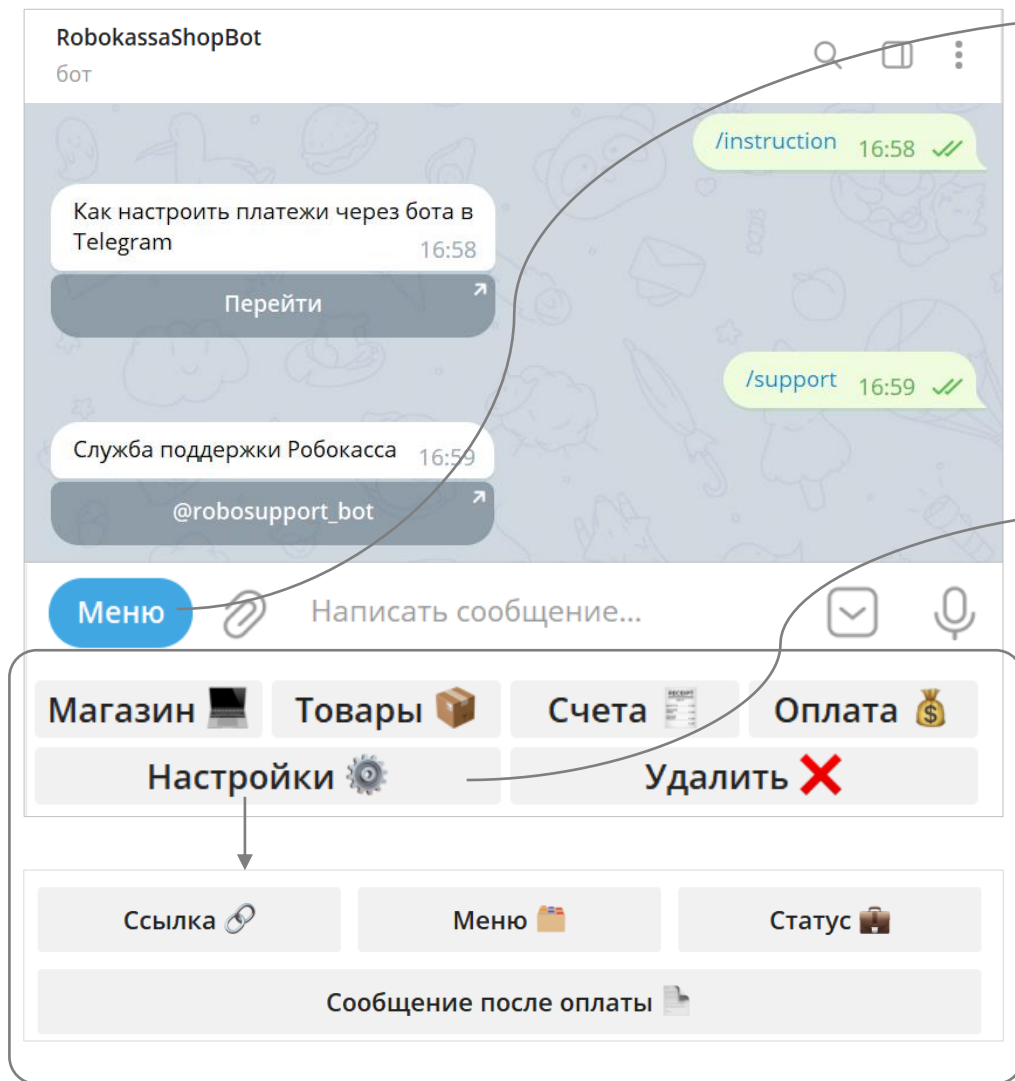 RobokassaShopBot
бот
/instruction 16:58
Как настроить платежи через бота в
Telegram 16:58
Перейти
/support 16:59
Служба поддержки Робокасса 16:59
@robosupport_bot
Меню Написать сообщение...
Магазин Товары Счета Оплата
Настройки Удалить
Ссылка Меню Статус
Сообщение после оплаты